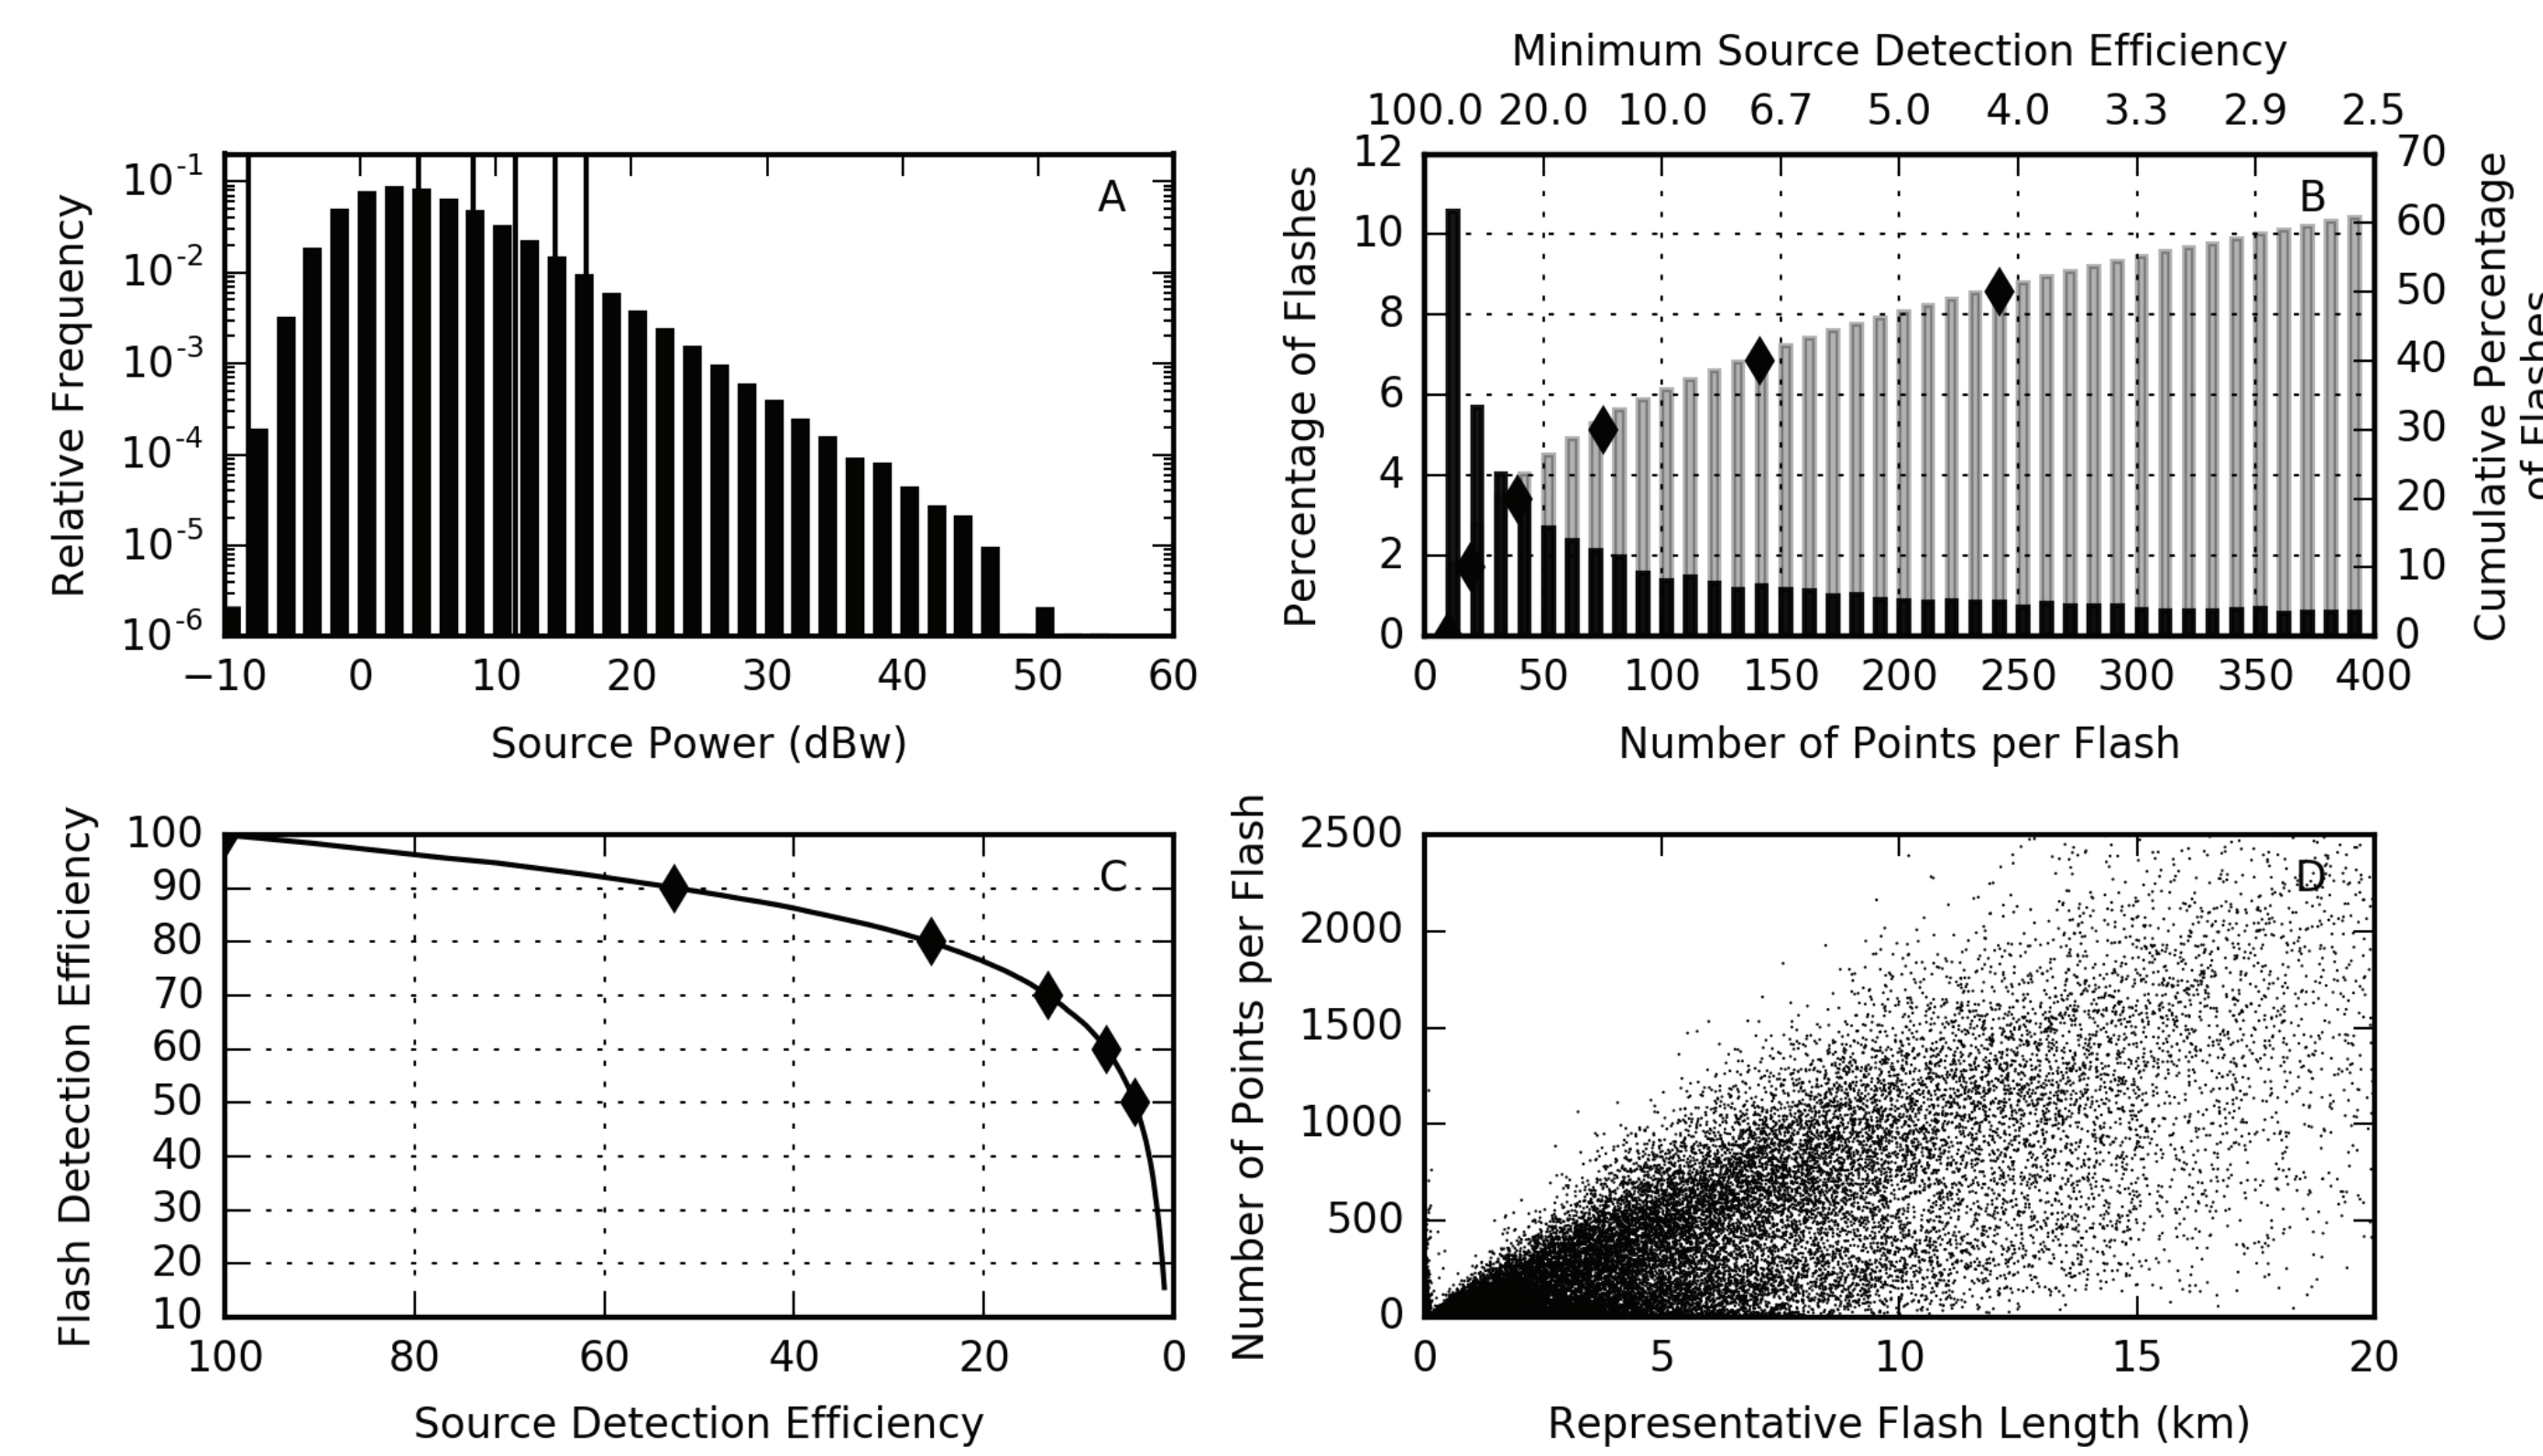 Minimum Source Detection Efficiency
100.0 20.0 10.0 6.7 5.0 4.0 3.3 2.9 2.5
A
Relative Frequency
10-1
10-2
10-3
10-4
10-5
10-6
−10 0 10 20 30 40 50 60
Source Power (dBw)
B
Percentage of Flashes
12
10
8
6
4
2
0
70
60
50
40
30
20
10
0
Cumulative Percentage
of Flashes
0 50 100 150 200 250 300 350 400
Number of Points per Flash
C
Flash Detection Efficiency
100
90
80
70
60
50
40
30
20
10
100 80 60 40 20 0
Source Detection Efficiency
D
Number of Points per Flash
2500
2000
1500
1000
500
0
0 5 10 15 20
Representative Flash Length (km)